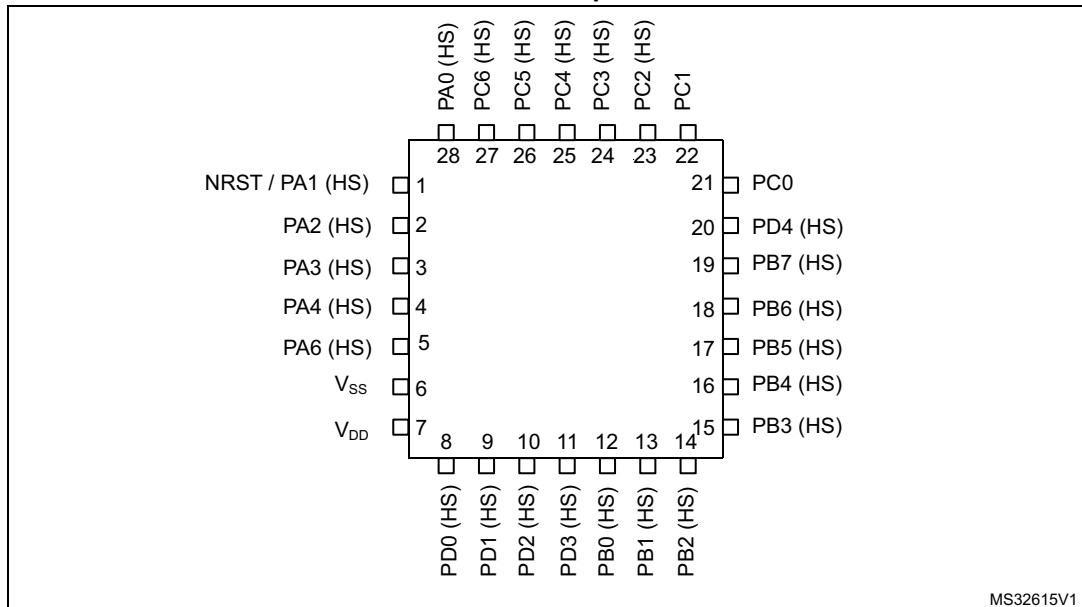 PA0 (HS)
PC6 (HS)
PC5 (HS)
PC4 (HS)
PC3 (HS)
PC2 (HS)
PC1
28 27 26 25 24 23 22
NRST / PA1 (HS) 1
PA2 (HS) 2
PA3 (HS) 3
PA4 (HS) 4
PA6 (HS) 5
VSS 6
VDD 7
21 PC0
20 PD4 (HS)
19 PB7 (HS)
18 PB6 (HS)
17 PB5 (HS)
16 PB4 (HS)
15 PB3 (HS)
8 9 10 11 12 13 14
PD0 (HS)
PD1 (HS)
PD2 (HS)
PD3 (HS)
PB0 (HS)
PB1 (HS)
PB2 (HS)
MS32615V1